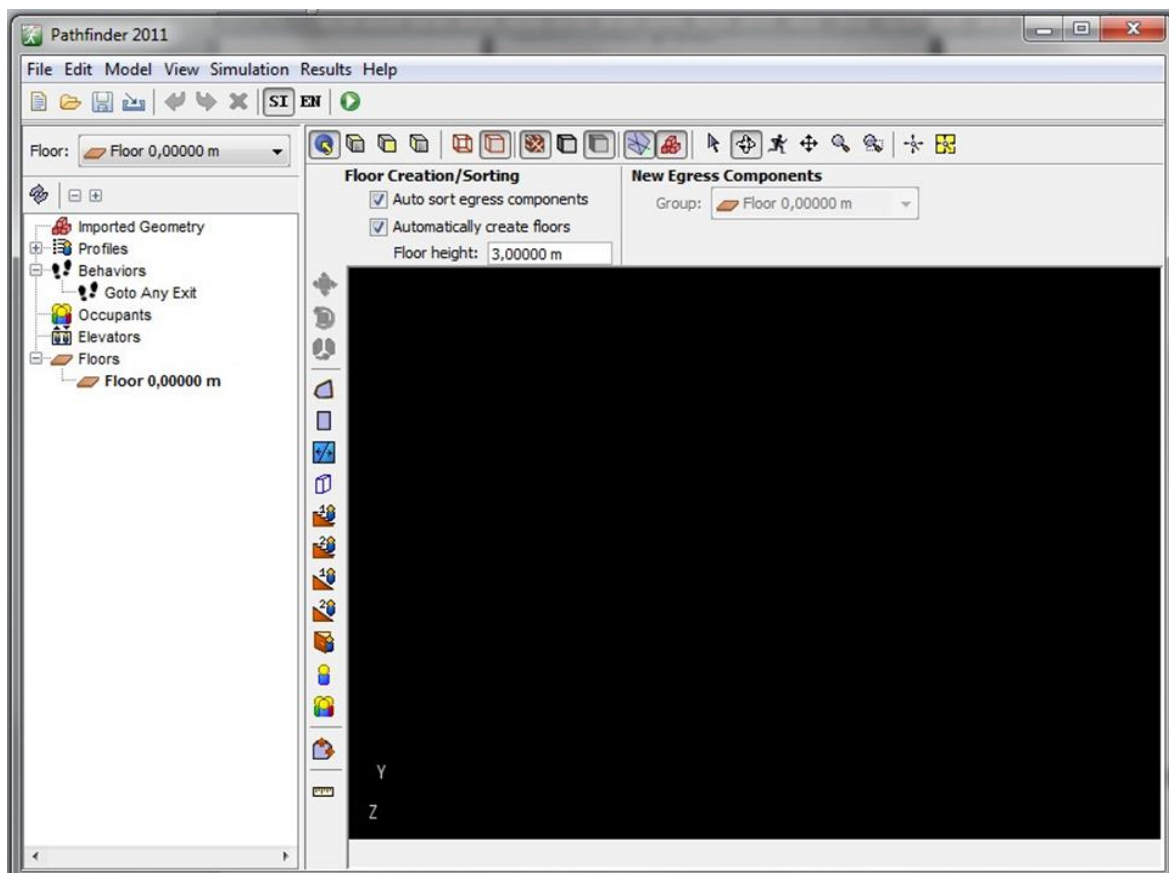 Pathfinder 2011
File Edit Model View Simulation Results Help
SI EN
Floor: Floor 0,00000 m
Floor Creation/Sorting
Auto sort egress components
Automatically create floors
Floor height: 3,00000 m
New Egress Components
Group: Floor 0,00000 m
Imported Geometry
Profiles
Behaviors
Goto Any Exit
Occupants
Elevators
Floors
Floor 0,00000 m
Y
Z